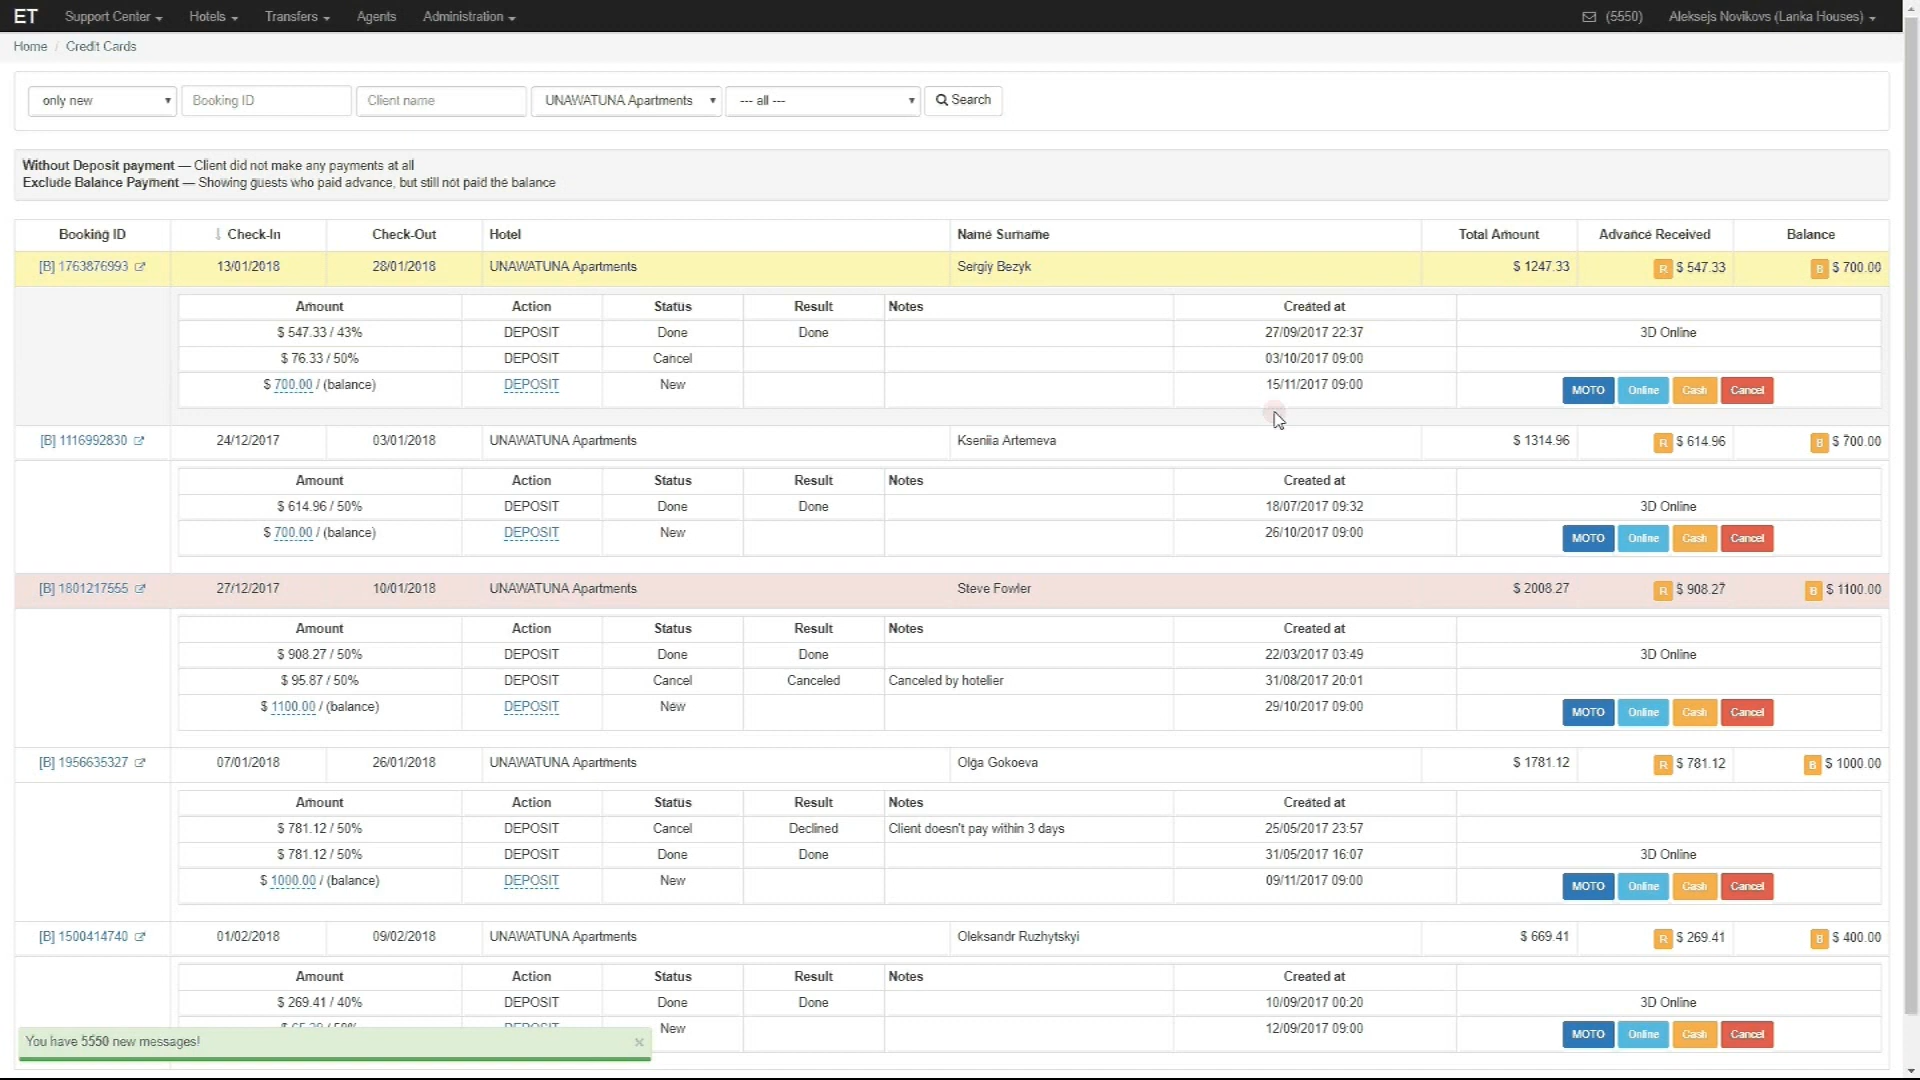 ET Support Center Hotels Transfers Agents Administration (5550) Aleksejs Novikovs (Lanka Houses)
Home / Credit Cards
only new Booking ID Client name UNAWATUNA Apartments --- all --- Search
Without Deposit payment — Client did not make any payments at all
Exclude Balance Payment — Showing guests who paid advance, but still not paid the balance
Booking ID Check-In Check-Out Hotel Name Surname Total Amount Advance Received Balance
[B] 1763876993 13/01/2018 28/01/2018 UNAWATUNA Apartments Sergiy Bezyk $ 1247.33 R $ 547.33 B $ 700.00
Amount Action Status Result Notes Created at
$ 547.33 / 43% DEPOSIT Done Done 27/09/2017 22:37 3D Online
$ 76.33 / 50% DEPOSIT Cancel 03/10/2017 09:00
$ 700.00 / (balance) DEPOSIT New 15/11/2017 09:00 MOTO Online Cash Cancel
[B] 1116992830 24/12/2017 03/01/2018 UNAWATUNA Apartments Kseniia Artemeva $ 1314.96 R $ 614.96 B $ 700.00
Amount Action Status Result Notes Created at
$ 614.96 / 50% DEPOSIT Done Done 18/07/2017 09:32 3D Online
$ 700.00 / (balance) DEPOSIT New 26/10/2017 09:00 MOTO Online Cash Cancel
[B] 1801217555 27/12/2017 10/01/2018 UNAWATUNA Apartments Steve Fowler $ 2008.27 R $ 908.27 B $ 1100.00
Amount Action Status Result Notes Created at
$ 908.27 / 50% DEPOSIT Done Done 22/03/2017 03:49 3D Online
$ 95.87 / 50% DEPOSIT Cancel Canceled Canceled by hotelier 31/08/2017 20:01
$ 1100.00 / (balance) DEPOSIT New 29/10/2017 09:00 MOTO Online Cash Cancel
[B] 1956635327 07/01/2018 26/01/2018 UNAWATUNA Apartments Olga Gokoeva $ 1781.12 R $ 781.12 B $ 1000.00
Amount Action Status Result Notes Created at
$ 781.12 / 50% DEPOSIT Cancel Declined Client doesn't pay within 3 days 25/05/2017 23:57
$ 781.12 / 50% DEPOSIT Done Done 31/05/2017 16:07 3D Online
$ 1000.00 / (balance) DEPOSIT New 09/11/2017 09:00 MOTO Online Cash Cancel
[B] 1500414740 01/02/2018 09/02/2018 UNAWATUNA Apartments Oleksandr Ruzhytskyi $ 669.41 R $ 269.41 B $ 400.00
Amount Action Status Result Notes Created at
$ 269.41 / 40% DEPOSIT Done Done 10/09/2017 00:20 3D Online
New 12/09/2017 09:00 MOTO Online Cash Cancel
You have 5550 new messages! ×